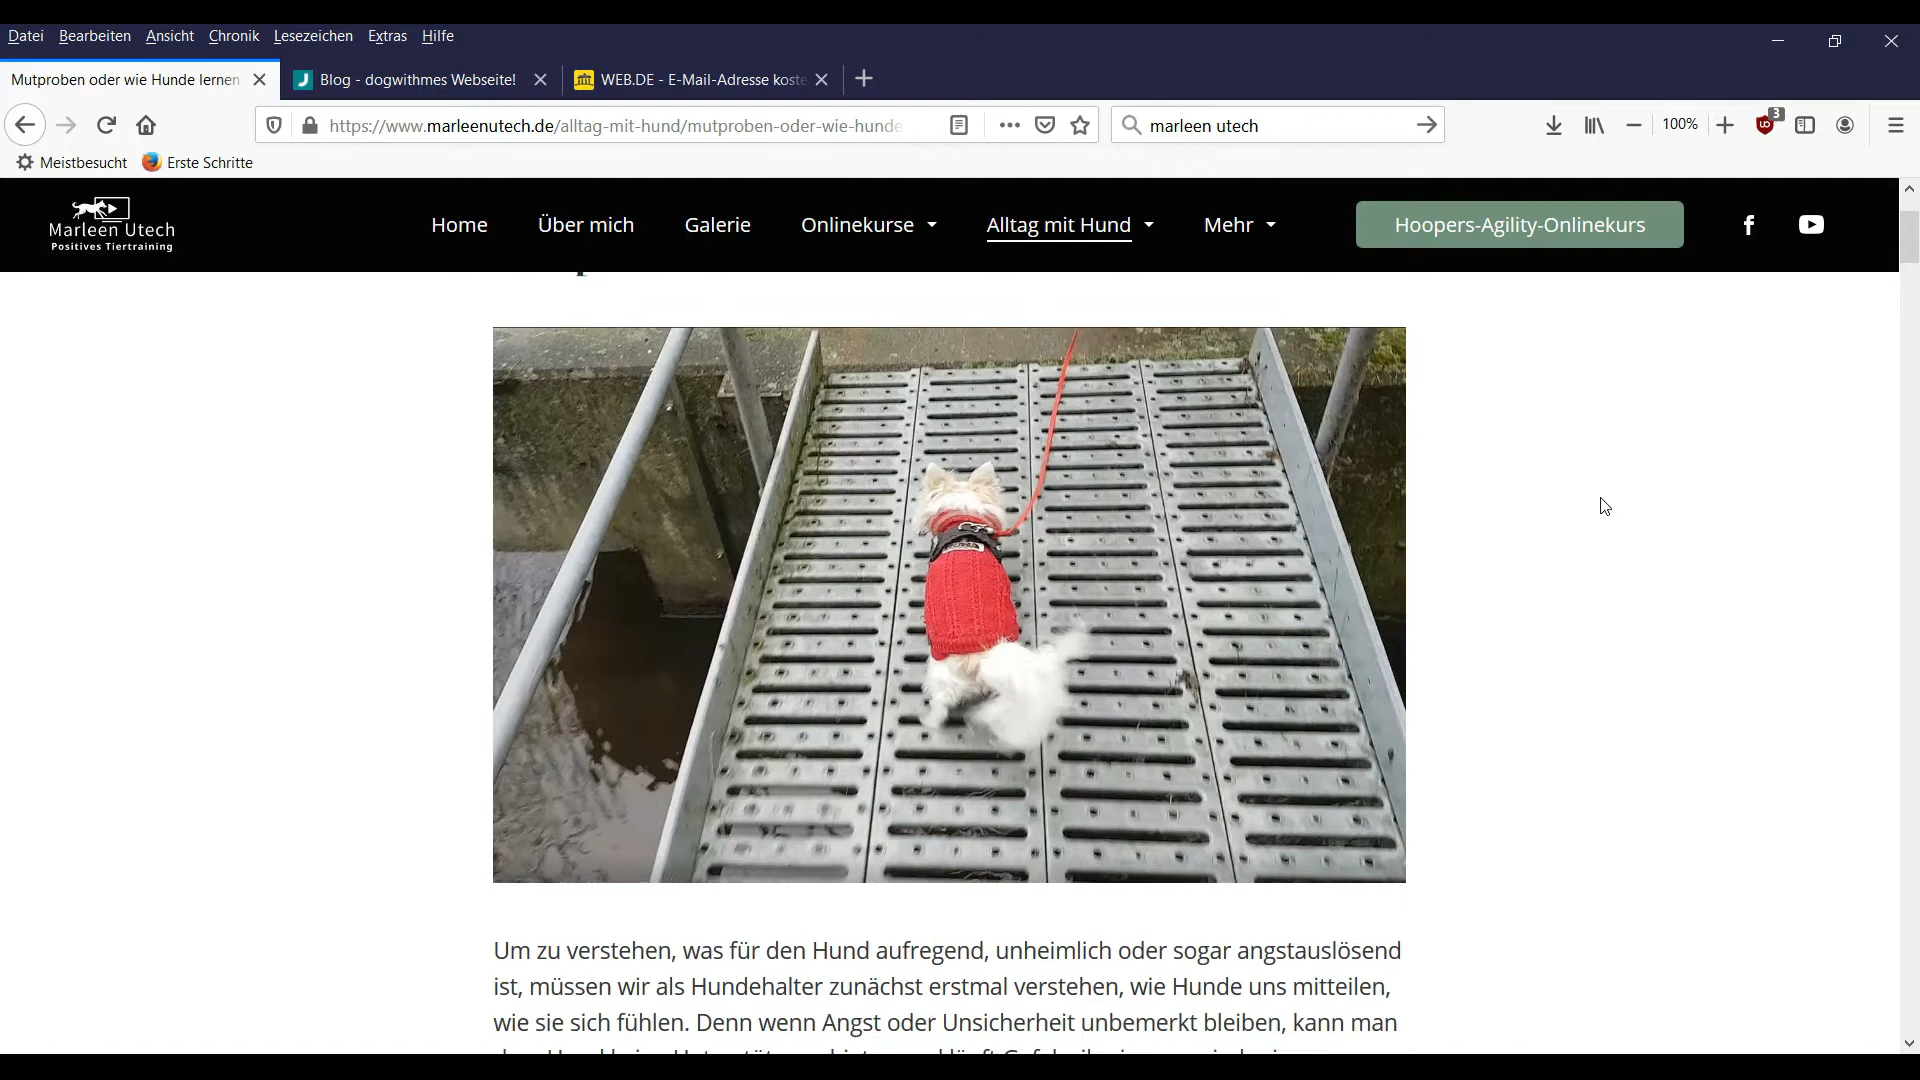 Datei Bearbeiten Ansicht Chronik Lesezeichen Extras Hilfe
Mutproben oder wie Hunde lernen
Blog - dogwithmes Webseite!
WEB.DE - E-Mail-Adresse koste
https://www.marleenutech.de/alltag-mit-hund/mutproben-oder-wie-hunde
marleen utech
100%
3
Meistbesucht Erste Schritte
Marleen Utech
Positives Tiertraining
Home Über mich Galerie Onlinekurse Alltag mit Hund Mehr Hoopers-Agility-Onlinekurs
Um zu verstehen, was für den Hund aufregend, unheimlich oder sogar angstauslösend
ist, müssen wir als Hundehalter zunächst erstmal verstehen, wie Hunde uns mitteilen,
wie sie sich fühlen. Denn wenn Angst oder Unsicherheit unbemerkt bleiben, kann man